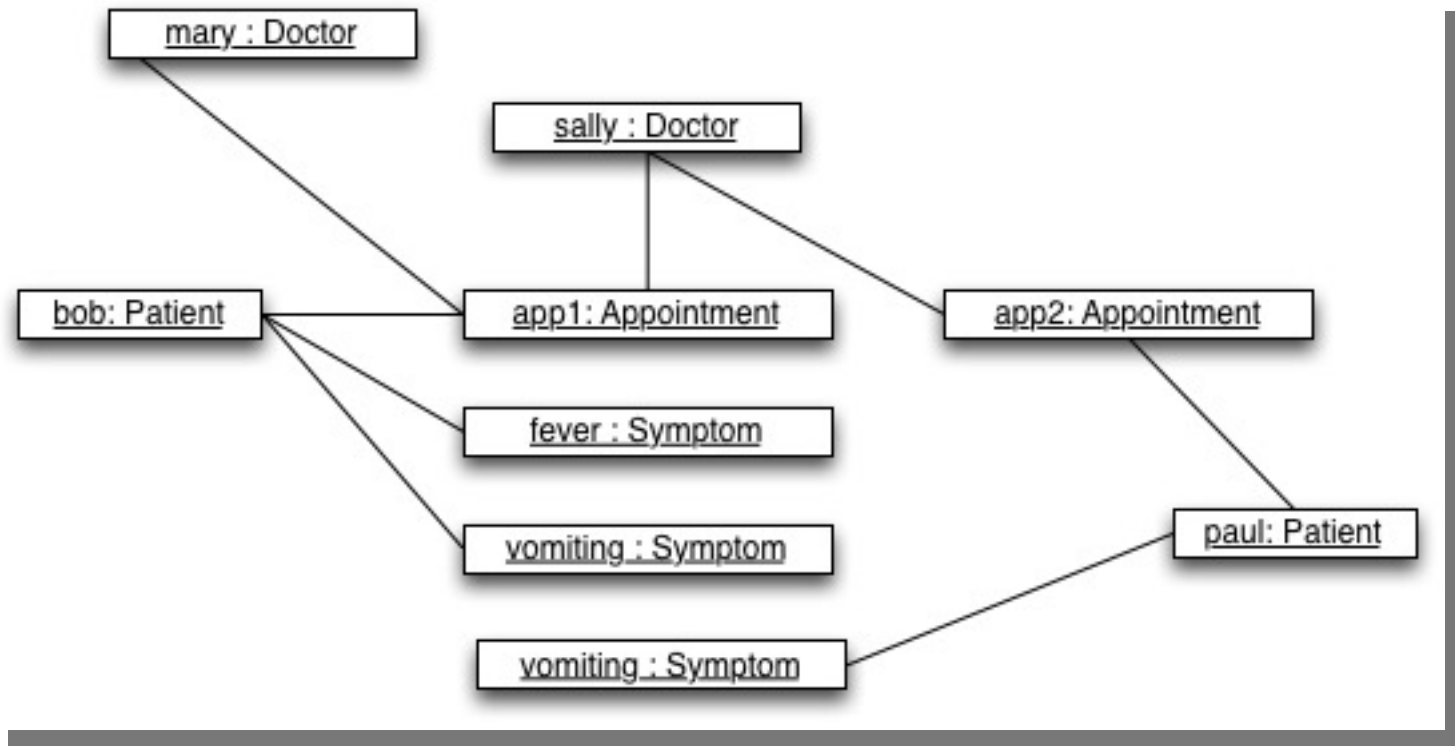 mary : Doctor
sally : Doctor
bob: Patient
app1: Appointment
app2: Appointment
fever : Symptom
vomiting : Symptom
paul: Patient
vomiting : Symptom